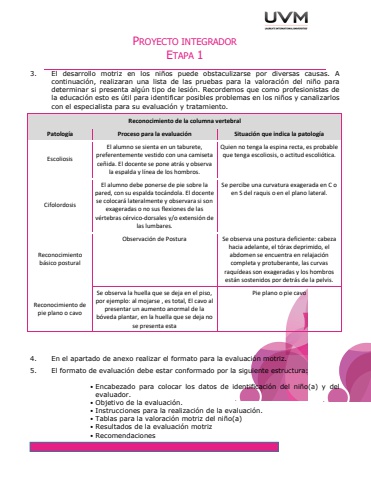 UVM
PROYECTO INTEGRADOR
ETAPA 1
3. El desarrollo motriz en los niños puede obstaculizarse por diversas causas. A
continuación, realizaran una lista de las pruebas para la valoración del niño para
determinar si presenta algún tipo de lesión. Recordemos que como profesionistas de
la educación esto es útil para identificar posibles problemas en los niños y canalizarlos
con el especialista para su evaluación y tratamiento.
Reconocimiento de la columna vertebral
Patología Proceso para la evaluación Situación que indica la patología
Escoliosis
El alumno se sienta en un taburete,
preferentemente vestido con una camiseta
ceñida. El docente se pone atrás y observa
la espalda y línea de los hombros.
Quien no tenga la espina recta, es probable
que tenga escoliosis, o actitud escoliótica.
Cifolordosis
El alumno debe ponerse de pie sobre la
pared, con su espalda tocándola. El docente
se colocará lateralmente y observara si son
exageradas o no sus flexiones de las
vértebras cérvico-dorsales y/o extensión de
las lumbares.
Se percibe una curvatura exagerada en C o
en S del raquis o en el plano lateral.
Reconocimiento
básico postural
Observación de Postura
Se observa una postura deficiente: cabeza
hacia adelante, el tórax deprimido, el
abdomen se encuentra en relajación
completa y protuberante, las curvas
raquídeas son exageradas y los hombros
están sostenidos por detrás de la pelvis.
Reconocimiento de
pie plano o cavo
Se observa la huella que se deja en el piso,
por ejemplo: al mojarse , es total, El cavo al
presentar un aumento anormal de la
bóveda plantar, en la huella que se deja no
se presenta esta
Pie plano o pie cavo
4. En el apartado de anexo realizar el formato para la evaluación motriz.
5. El formato de evaluación debe estar conformado por la siguiente estructura:
• Encabezado para colocar los datos de identificación del niño(a) y del
evaluador.
• Objetivo de la evaluación.
• Instrucciones para la realización de la evaluación.
• Tablas para la valoración motriz del niño(a)
• Resultados de la evaluación motriz
• Recomendaciones